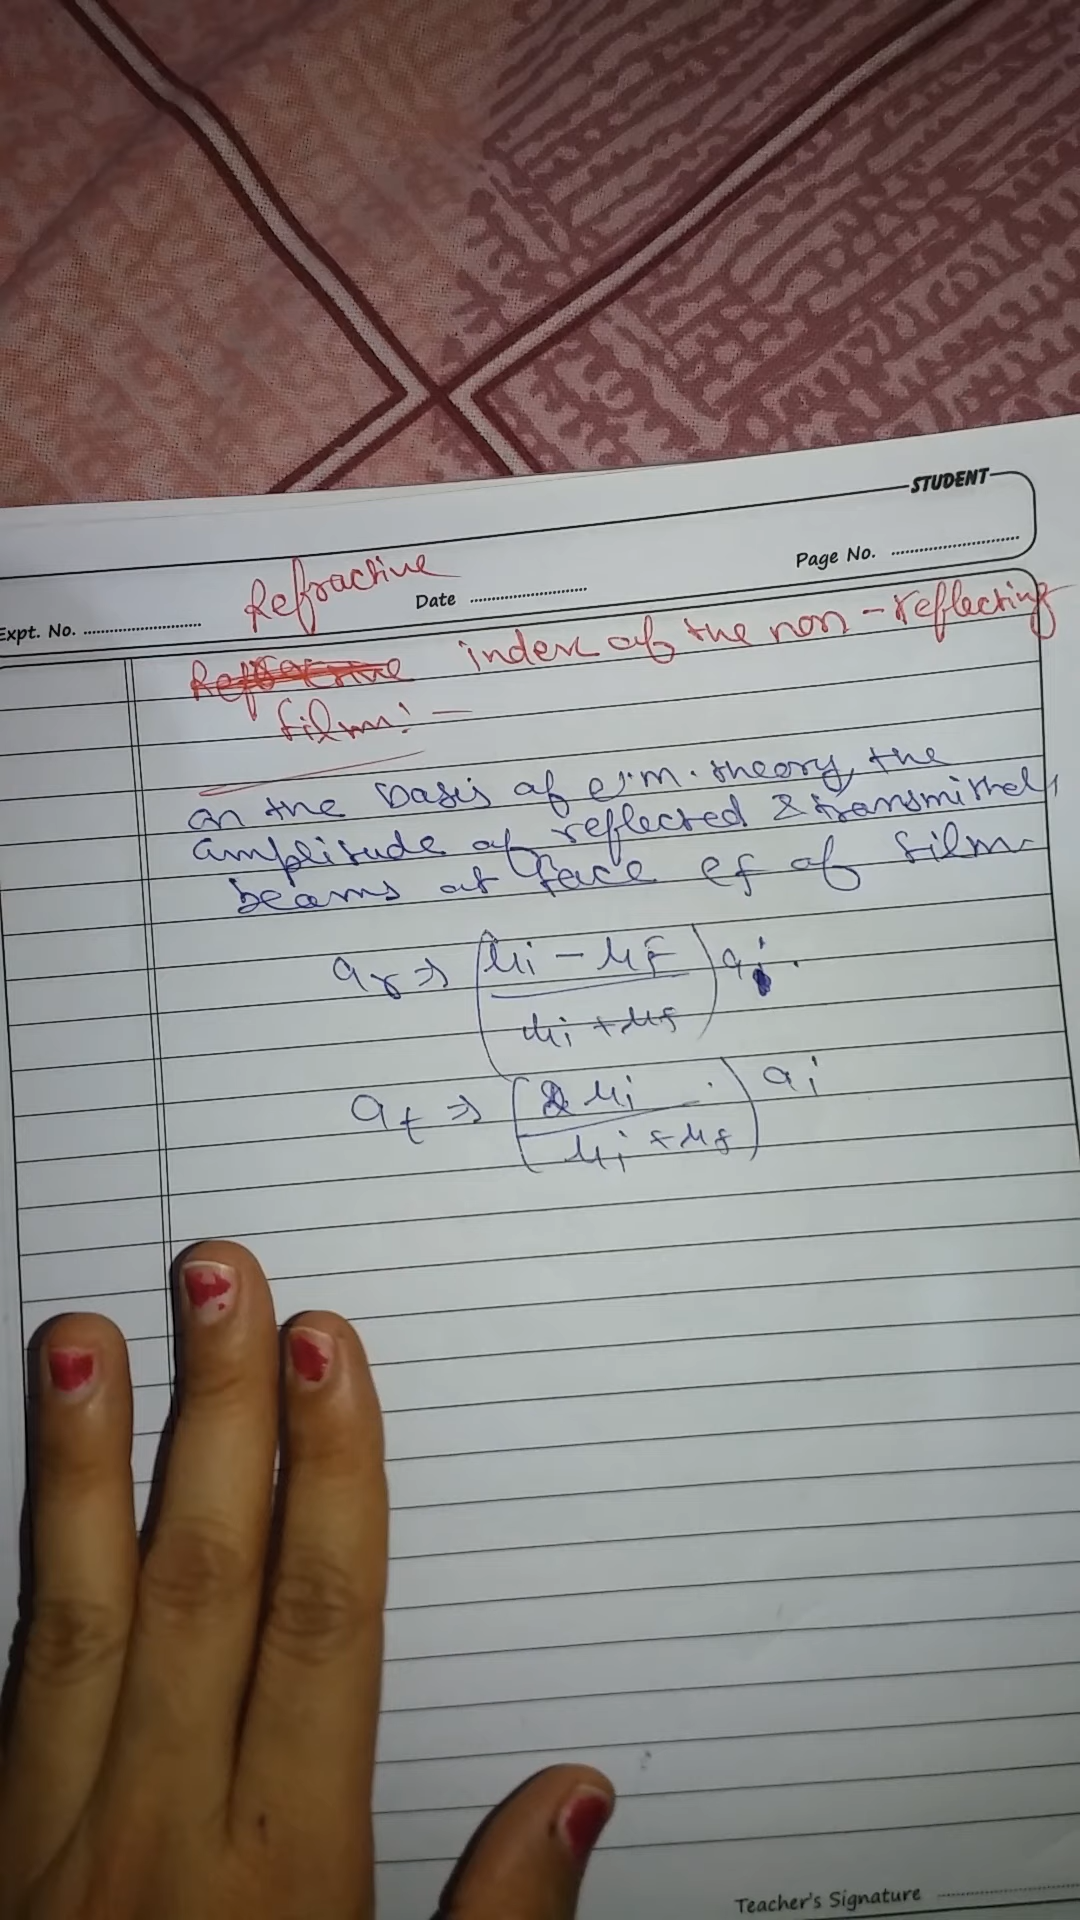 STUDENT
Page No.
Expt. No.
Date
Refractive
index of the non-reflecting
film:-
on the basis of e.m. theory, the
amplitude of reflected & transmitted
beams at face ef of film
ar ⇒ (μi - μf / μi + μf) ai
at ⇒ (2μi / μi + μf) ai
Teacher's Signature